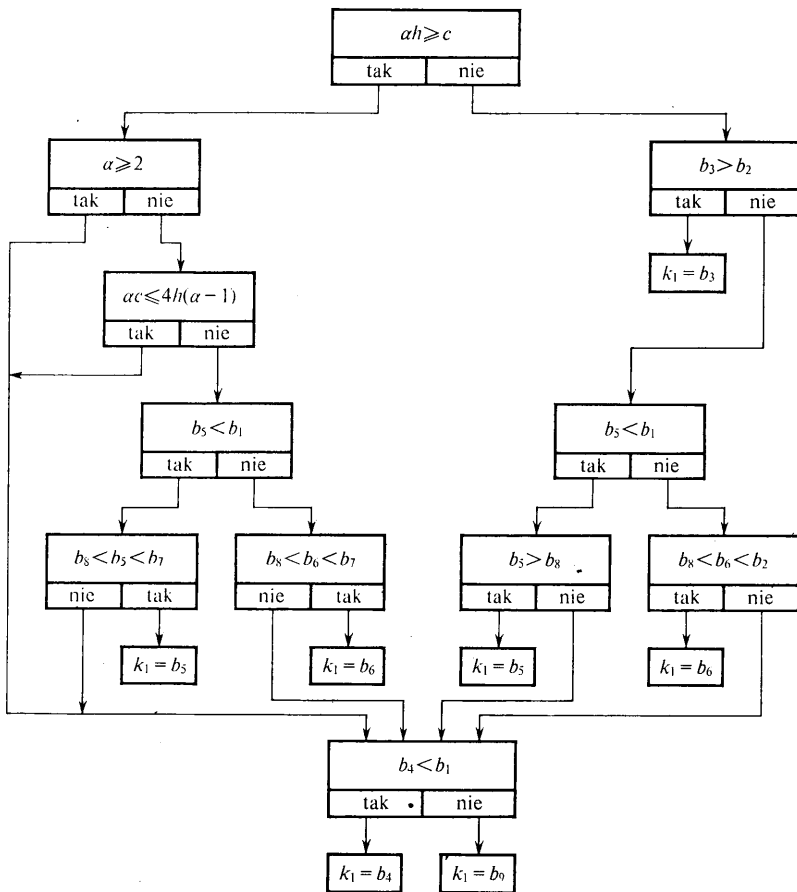 αh ⩾ c
tak nie
α ⩾ 2
b₃ > b₂
tak nie
tak nie
k₁ = b₃
αc ⩽ 4h(α − 1)
tak nie
b₅ < b₁
b₅ < b₁
tak nie
tak nie
b₈ < b₅ < b₇
b₈ < b₆ < b₇
b₅ > b₈
b₈ < b₆ < b₂
nie tak
nie tak
tak nie
tak nie
k₁ = b₅
k₁ = b₆
k₁ = b₅
k₁ = b₆
b₄ < b₁
tak nie
k₁ = b₄
k₁ = b₉